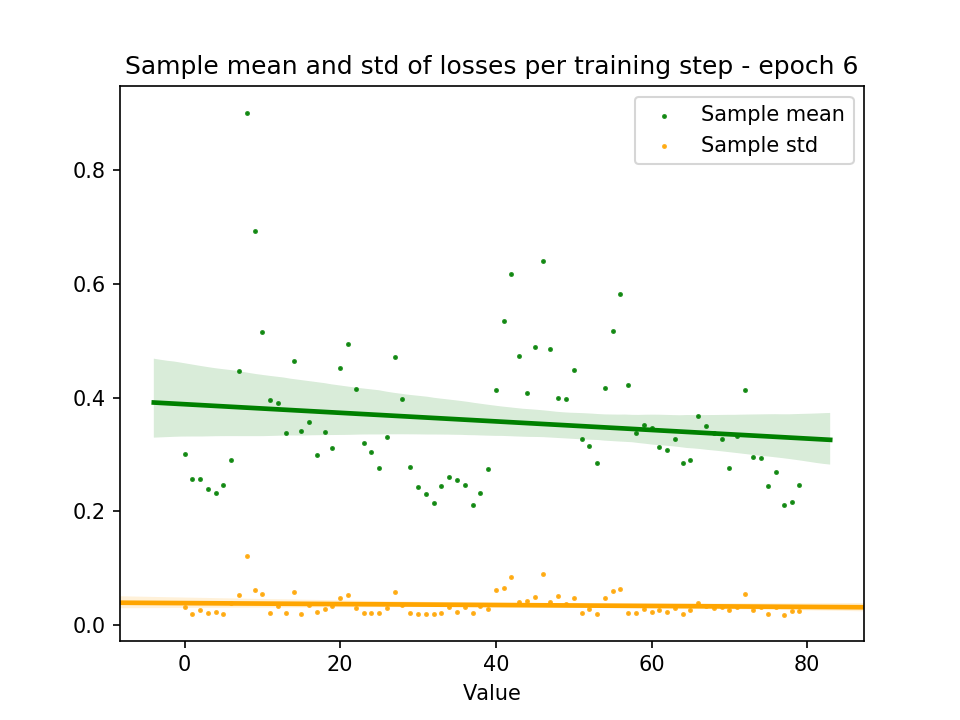 Sample mean and std of losses per training step - epoch 6
Sample mean
Sample std
0.8
0.6
0.4
0.2
0.0
0 20 40 60 80
Value